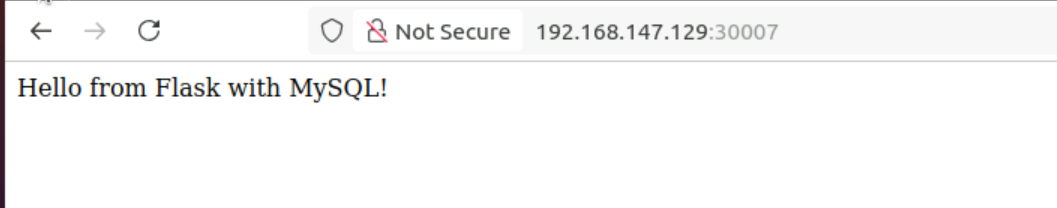 Not Secure 192.168.147.129:30007
Hello from Flask with MySQL!